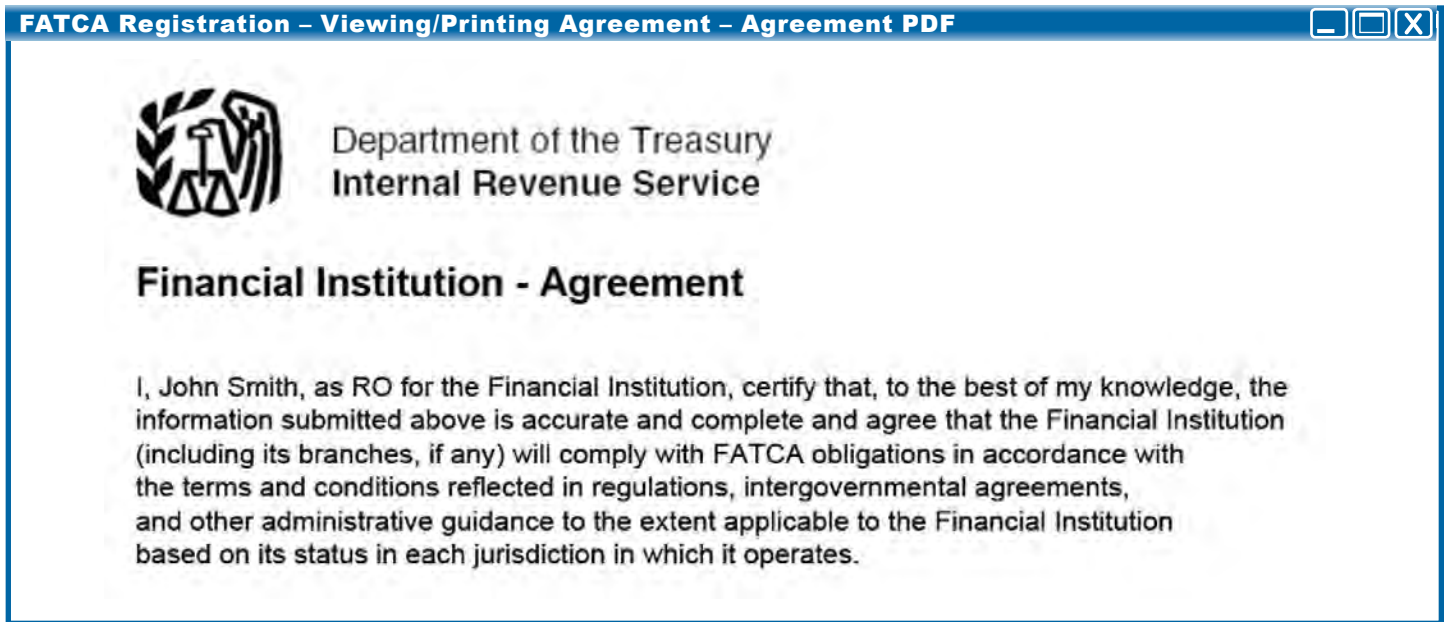 FATCA Registration – Viewing/Printing Agreement – Agreement PDF
Department of the Treasury
Internal Revenue Service
Financial Institution - Agreement
I, John Smith, as RO for the Financial Institution, certify that, to the best of my knowledge, the
information submitted above is accurate and complete and agree that the Financial Institution
(including its branches, if any) will comply with FATCA obligations in accordance with
the terms and conditions reflected in regulations, intergovernmental agreements,
and other administrative guidance to the extent applicable to the Financial Institution
based on its status in each jurisdiction in which it operates.